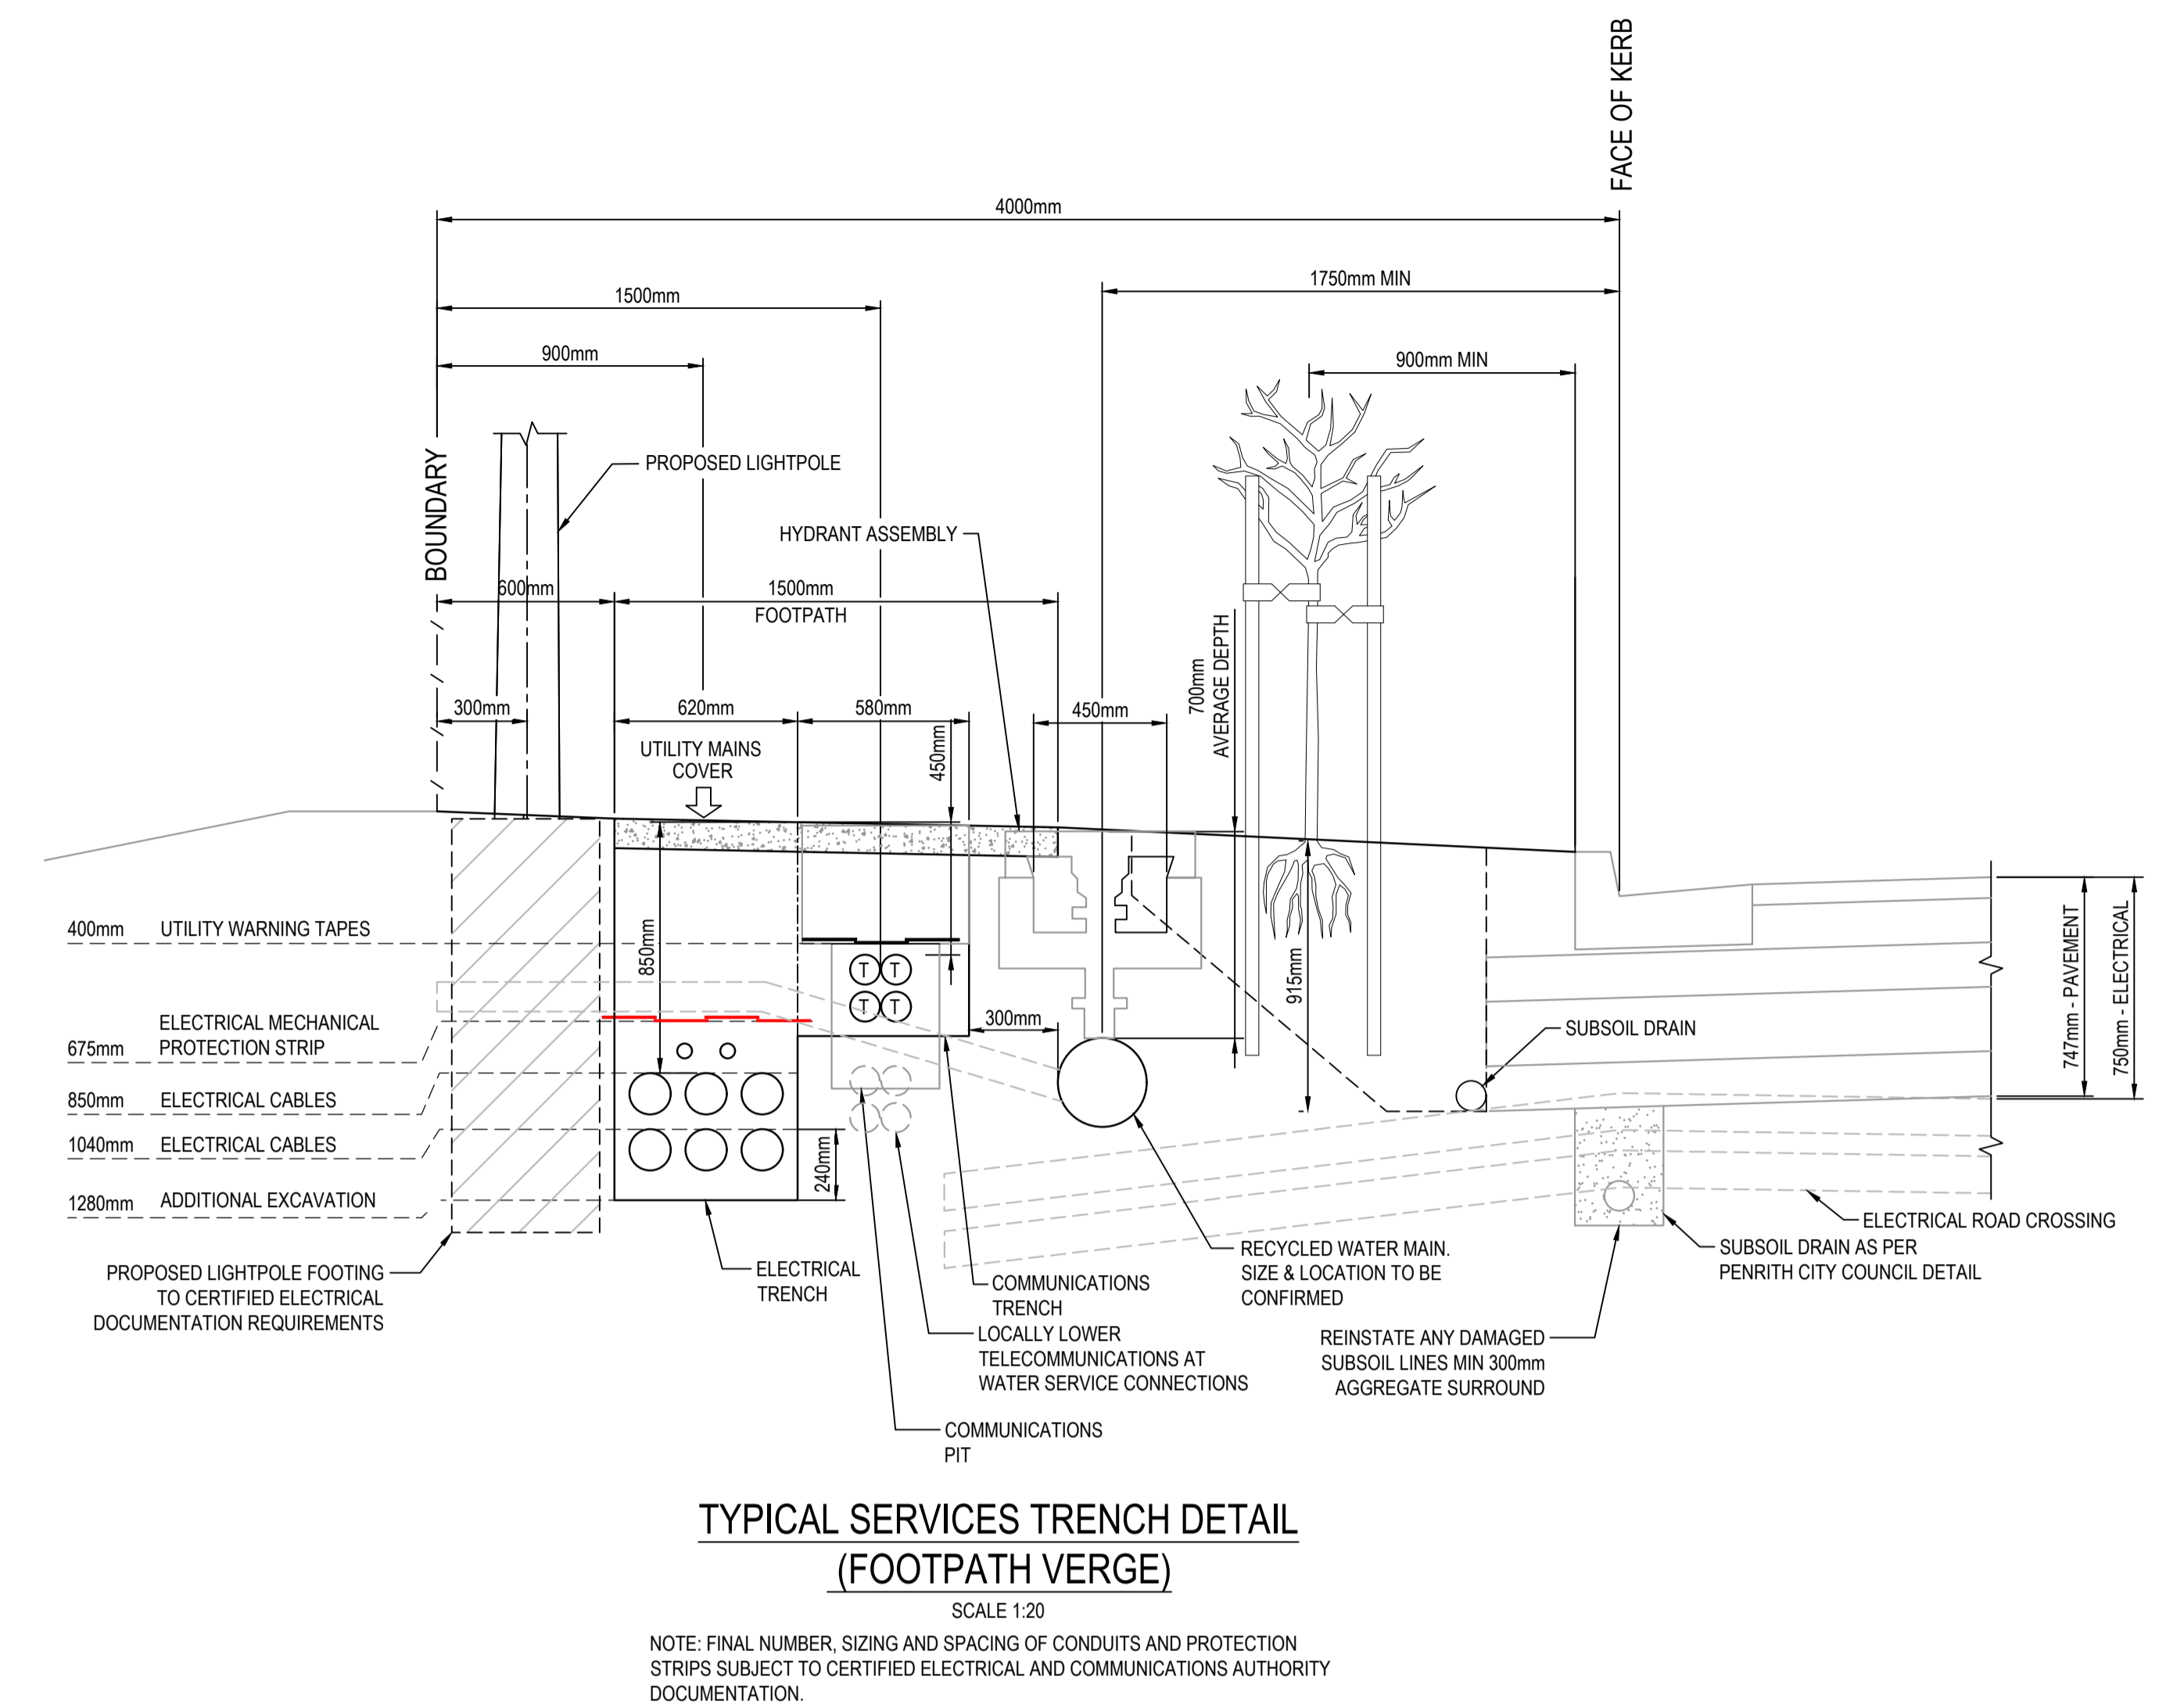 FACE OF KERB
4000mm
1750mm MIN
1500mm
900mm
900mm MIN
BOUNDARY
PROPOSED LIGHTPOLE
HYDRANT ASSEMBLY
600mm
1500mm
FOOTPATH
700mm
AVERAGE DEPTH
300mm
620mm
580mm
450mm
450mm
UTILITY MAINS
COVER
400mm UTILITY WARNING TAPES
850mm
T T
T T
915mm
747mm - PAVEMENT
750mm - ELECTRICAL
300mm
SUBSOIL DRAIN
ELECTRICAL MECHANICAL
675mm PROTECTION STRIP
850mm ELECTRICAL CABLES
1040mm ELECTRICAL CABLES
240mm
1280mm ADDITIONAL EXCAVATION
ELECTRICAL ROAD CROSSING
PROPOSED LIGHTPOLE FOOTING
TO CERTIFIED ELECTRICAL
DOCUMENTATION REQUIREMENTS
ELECTRICAL
TRENCH
COMMUNICATIONS
TRENCH
RECYCLED WATER MAIN.
SIZE & LOCATION TO BE
CONFIRMED
SUBSOIL DRAIN AS PER
PENRITH CITY COUNCIL DETAIL
LOCALLY LOWER
TELECOMMUNICATIONS AT
WATER SERVICE CONNECTIONS
REINSTATE ANY DAMAGED
SUBSOIL LINES MIN 300mm
AGGREGATE SURROUND
COMMUNICATIONS
PIT
TYPICAL SERVICES TRENCH DETAIL
(FOOTPATH VERGE)
SCALE 1:20
NOTE: FINAL NUMBER, SIZING AND SPACING OF CONDUITS AND PROTECTION
STRIPS SUBJECT TO CERTIFIED ELECTRICAL AND COMMUNICATIONS AUTHORITY
DOCUMENTATION.